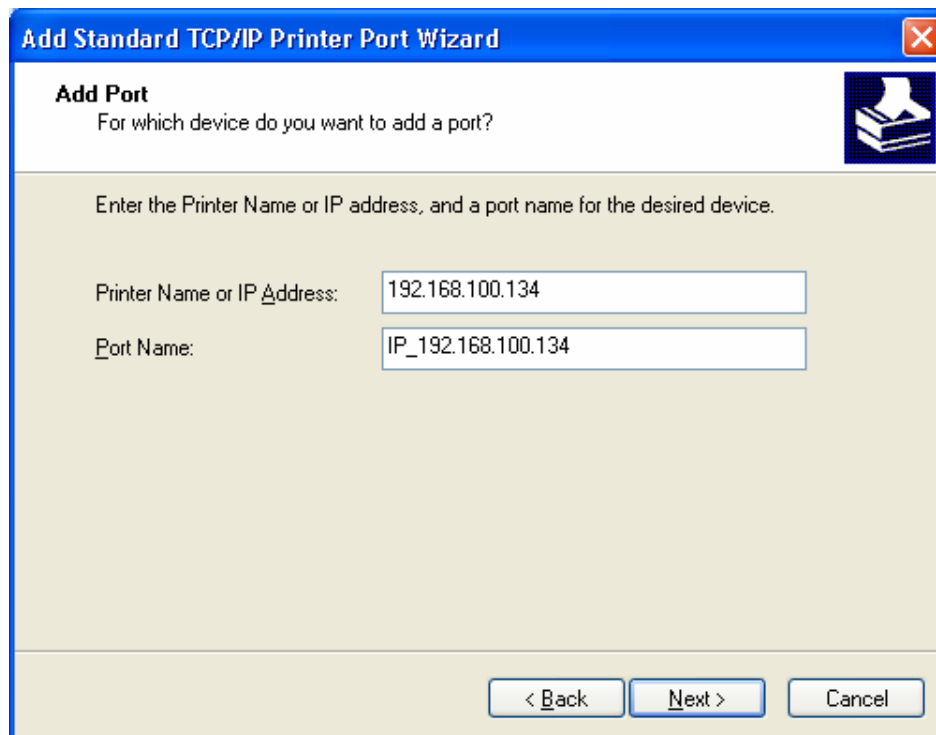 Add Standard TCP/IP Printer Port Wizard
Add Port
For which device do you want to add a port?
Enter the Printer Name or IP address, and a port name for the desired device.
Printer Name or IP Address: 192.168.100.134
Port Name: IP_192.168.100.134
< Back Next > Cancel